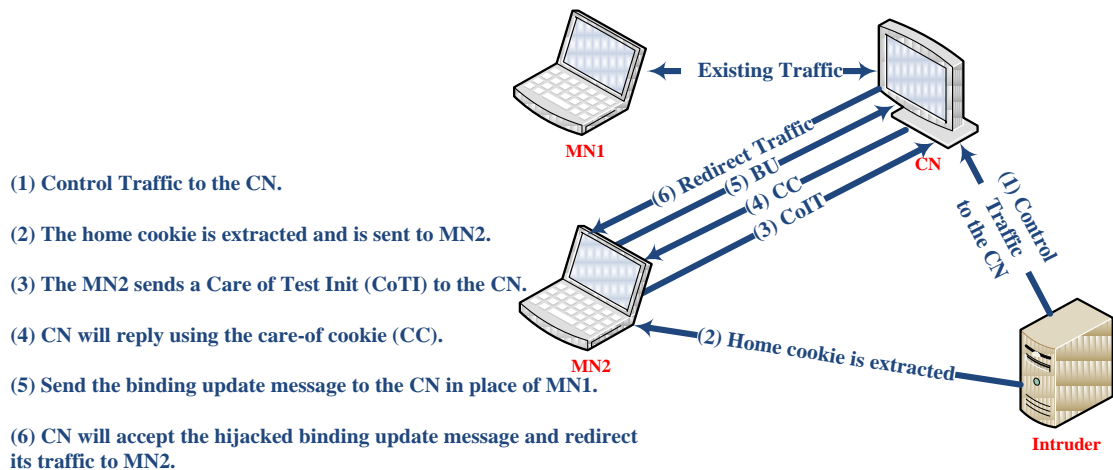 Existing Traffic
MN1
CN
(6) Redirect Traffic
(5) BU
(4) CC
(3) CoIT
(1) Control
Traffic
to the CN
(1) Control Traffic to the CN.
(2) The home cookie is extracted and is sent to MN2.
(3) The MN2 sends a Care of Test Init (CoTI) to the CN.
(4) CN will reply using the care-of cookie (CC).
(5) Send the binding update message to the CN in place of MN1.
(6) CN will accept the hijacked binding update message and redirect
its traffic to MN2.
(2) Home cookie is extracted
MN2
Intruder